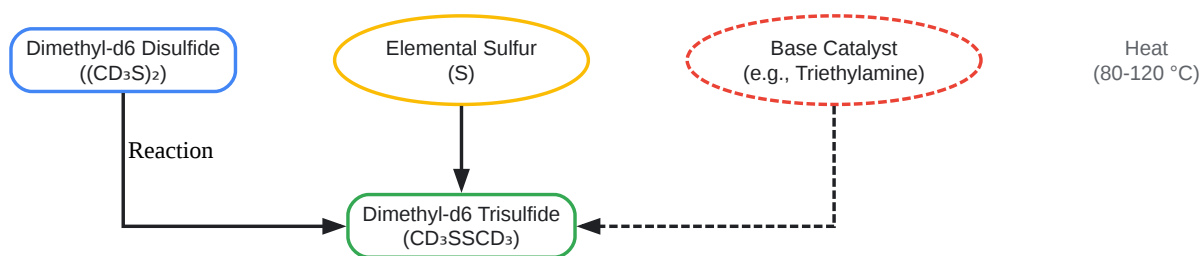 Dimethyl-d6 Disulfide
((CD₃S)₂)
Elemental Sulfur
(S)
Base Catalyst
(e.g., Triethylamine)
Heat
(80-120 °C)
Reaction
Dimethyl-d6 Trisulfide
(CD₃SSCD₃)